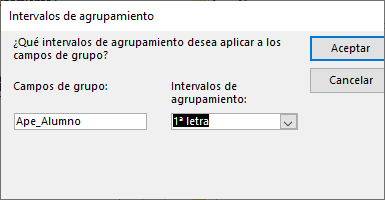 Intervalos de agrupamiento
¿Qué intervalos de agrupamiento desea aplicar a los
campos de grupo?
Aceptar
Cancelar
Campos de grupo:
Intervalos de
agrupamiento:
Ape_Alumno
1ª letra